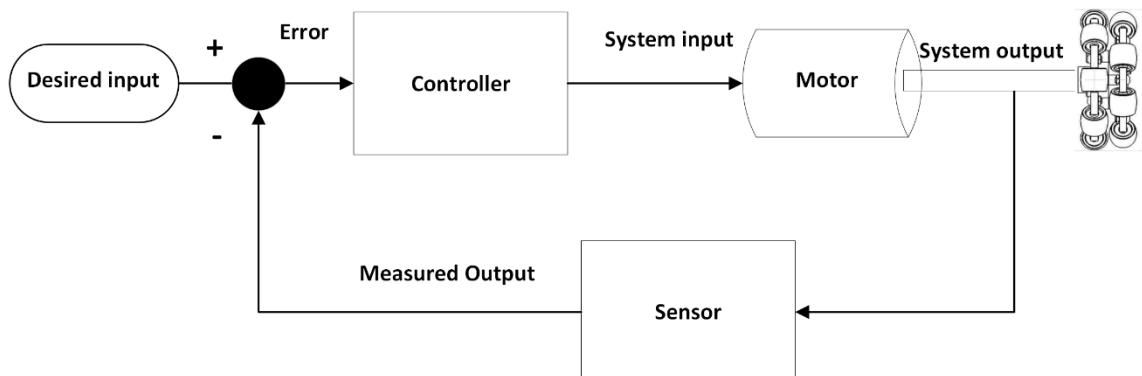 +
Error
System input
System output
Desired input
Controller
Motor
-
Measured Output
Sensor